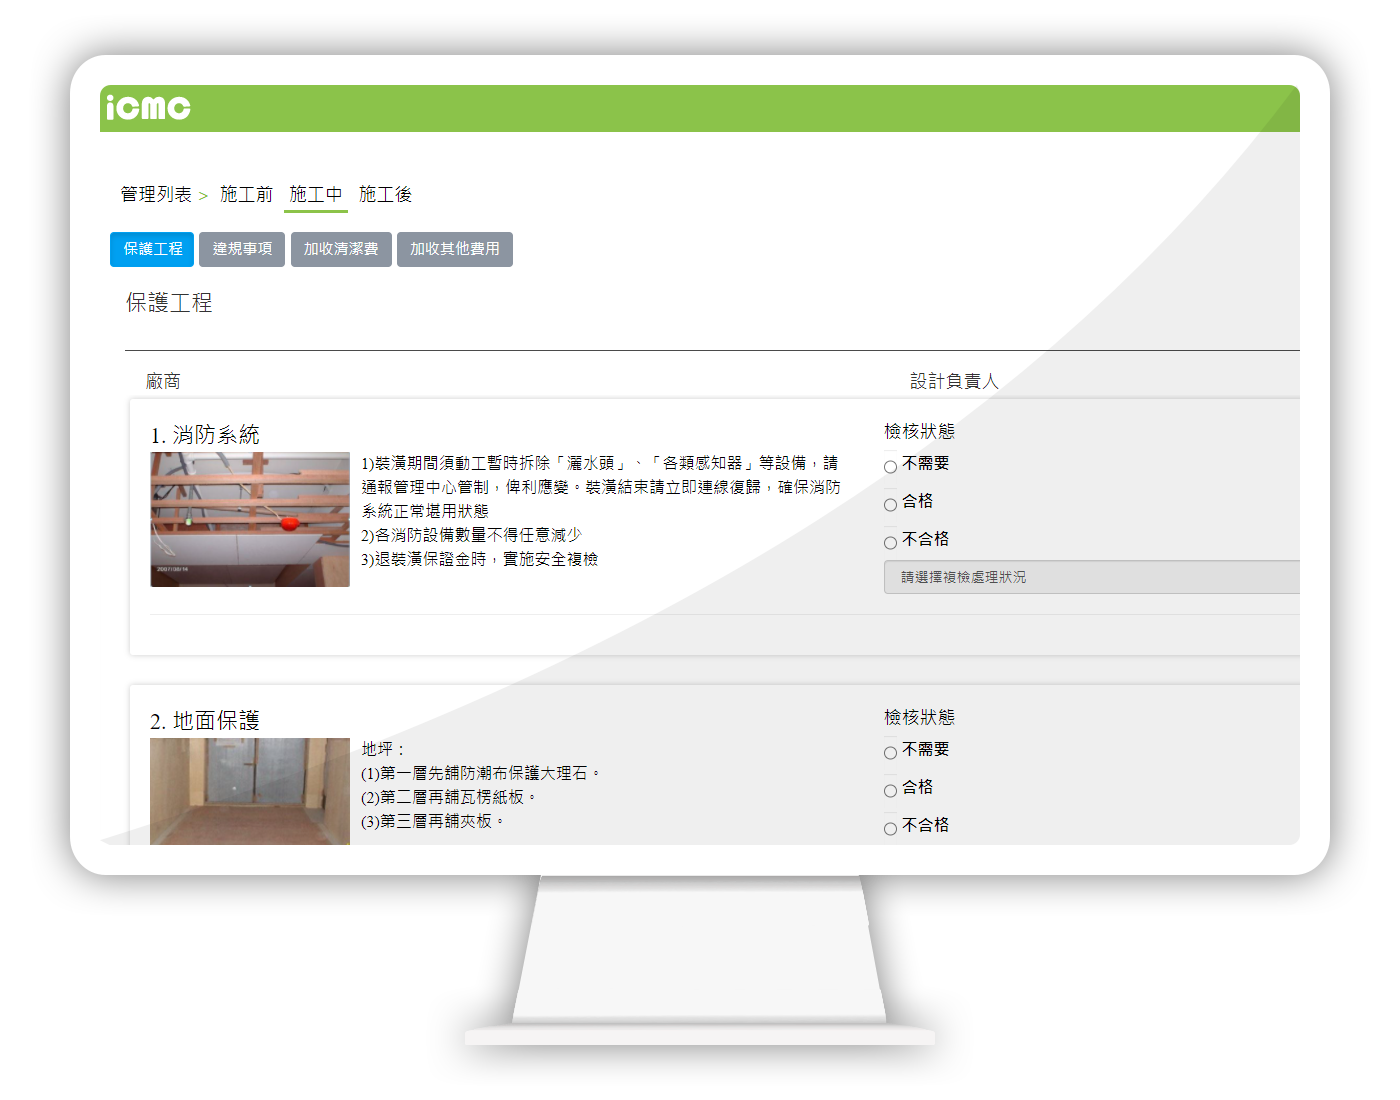 icmc
管理列表 > 施工前 施工中 施工後
保護工程 違規事項 加收清潔費 加收其他費用
保護工程
廠商 設計負責人
1. 消防系統
1)裝潢期間須動工暫時拆除「灑水頭」、「各類感知器」等設備，請
通報管理中心管制，俾利應變。裝潢結束請立即連線復歸，確保消防
系統正常堪用狀態
2)各消防設備數量不得任意減少
3)退裝潢保證金時，實施安全複檢
2007/08/14
檢核狀態
不需要
合格
不合格
請選擇複檢處理狀況
2. 地面保護
地坪：
(1)第一層先舖防潮布保護大理石。
(2)第二層再舖瓦楞紙板。
(3)第三層再舖夾板。
檢核狀態
不需要
合格
不合格